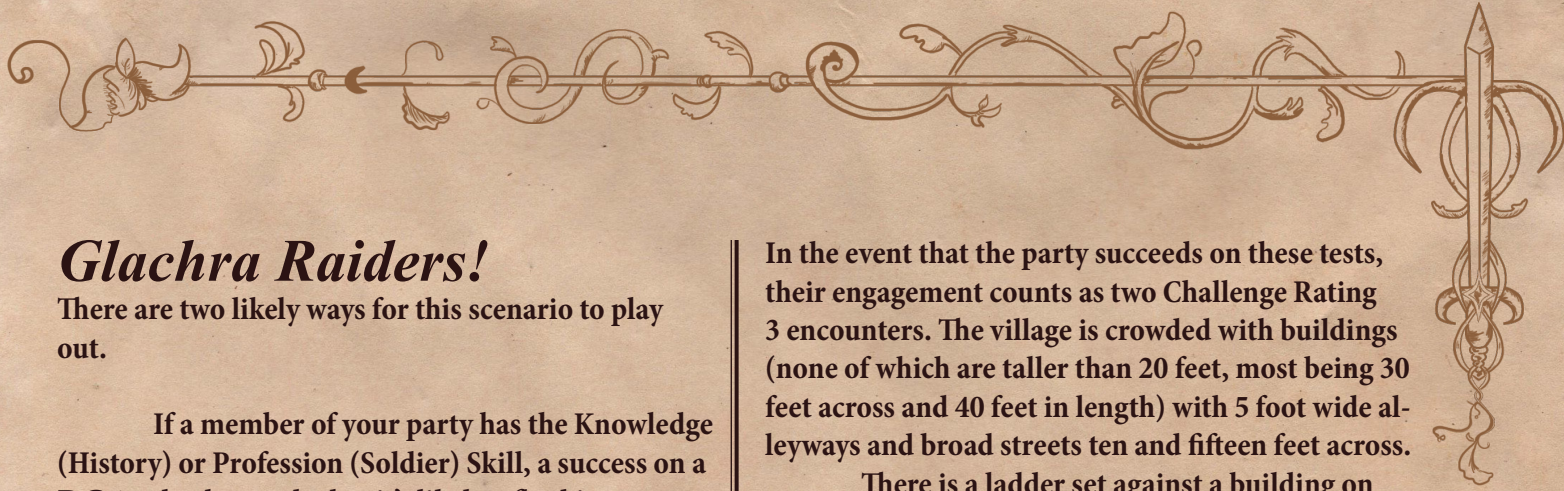 Glachra Raiders!
There are two likely ways for this scenario to play
out.
If a member of your party has the Knowledge
(History) or Profession (Soldier) Skill, a success on a
In the event that the party succeeds on these tests,
their engagement counts as two Challenge Rating
3 encounters. The village is crowded with buildings
(none of which are taller than 20 feet, most being 30
feet across and 40 feet in length) with 5 foot wide al-
leyways and broad streets ten and fifteen feet across.
There is a ladder set against a building on